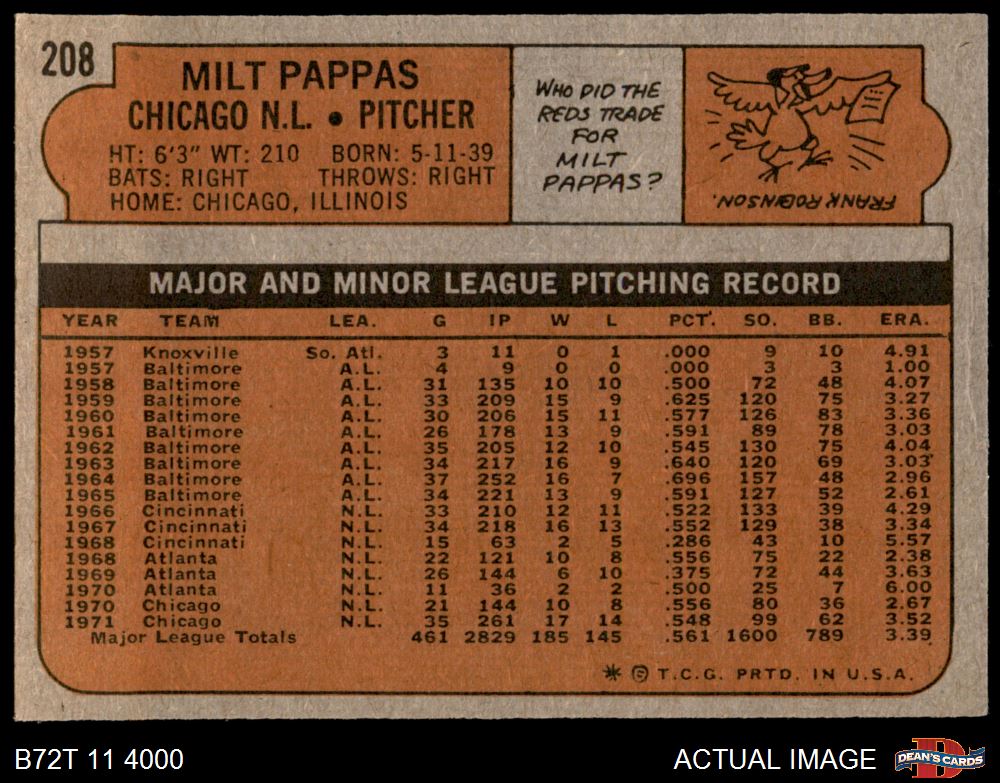 208
MILT PAPPAS
CHICAGO N.L. • PITCHER
HT: 6'3" WT: 210 BORN: 5-11-39
BATS: RIGHT THROWS: RIGHT
HOME: CHICAGO, ILLINOIS
WHO DID THE
REDS TRADE
FOR
MILT
PAPPAS?
FRANK ROBINSON.
MAJOR AND MINOR LEAGUE PITCHING RECORD
YEAR TEAM LEA. G IP W L PCT. SO. BB. ERA.
1957 Knoxville So. Atl. 3 11 0 1 .000 9 10 4.91
1957 Baltimore A.L. 4 9 0 0 .000 3 3 1.00
1958 Baltimore A.L. 31 135 10 10 .500 72 48 4.07
1959 Baltimore A.L. 33 209 15 9 .625 120 75 3.27
1960 Baltimore A.L. 30 206 15 11 .577 126 83 3.36
1961 Baltimore A.L. 26 178 13 9 .591 89 78 3.03
1962 Baltimore A.L. 35 205 12 10 .545 130 75 4.04
1963 Baltimore A.L. 34 217 16 9 .640 120 69 3.03
1964 Baltimore A.L. 37 252 16 7 .696 157 48 2.96
1965 Baltimore A.L. 34 221 13 9 .591 127 52 2.61
1966 Cincinnati N.L. 33 210 12 11 .522 133 39 4.29
1967 Cincinnati N.L. 34 218 16 13 .552 129 38 3.34
1968 Cincinnati N.L. 15 63 2 5 .286 43 10 5.57
1968 Atlanta N.L. 22 121 10 8 .556 75 22 2.38
1969 Atlanta N.L. 26 144 6 10 .375 72 44 3.63
1970 Atlanta N.L. 11 36 2 2 .500 25 7 6.00
1970 Chicago N.L. 21 144 10 8 .556 80 36 2.67
1971 Chicago N.L. 35 261 17 14 .548 99 62 3.52
Major League Totals 461 2829 185 145 .561 1600 789 3.39
* © T.C.G. PRTD. IN U.S.A.
B72T 11 4000
ACTUAL IMAGE
D
DEAN'S CARDS